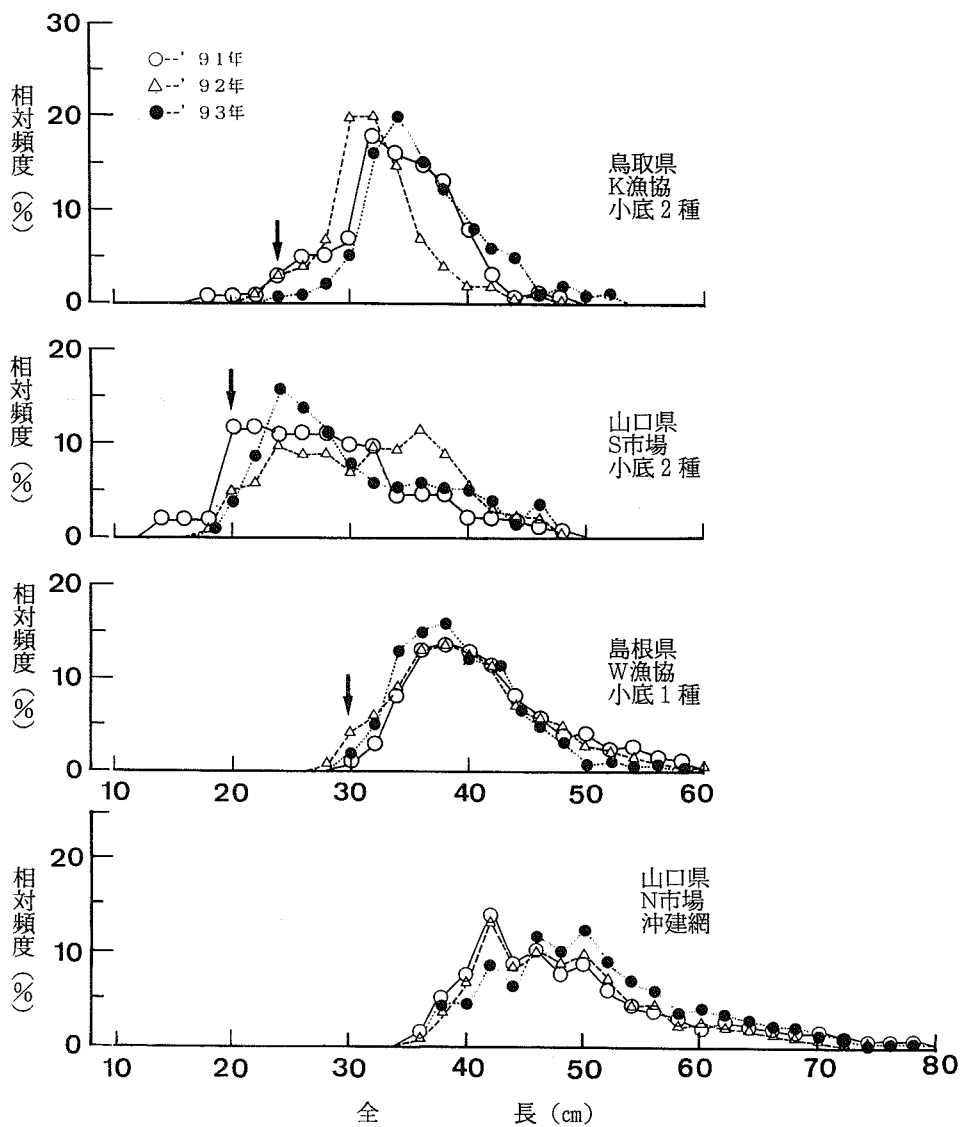 30
20
10
0
相対頻度（%）
○--' 91年
△--' 92年
●--' 93年
鳥取県
K漁協
小底2種
20
10
0
相対頻度（%）
山口県
S市場
小底2種
20
10
0
相対頻度（%）
島根県
W漁協
小底1種
10 20 30 40 50 60
20
10
0
相対頻度（%）
山口県
N市場
沖建網
10 20 30 40 50 60 70 80
全 長（cm）